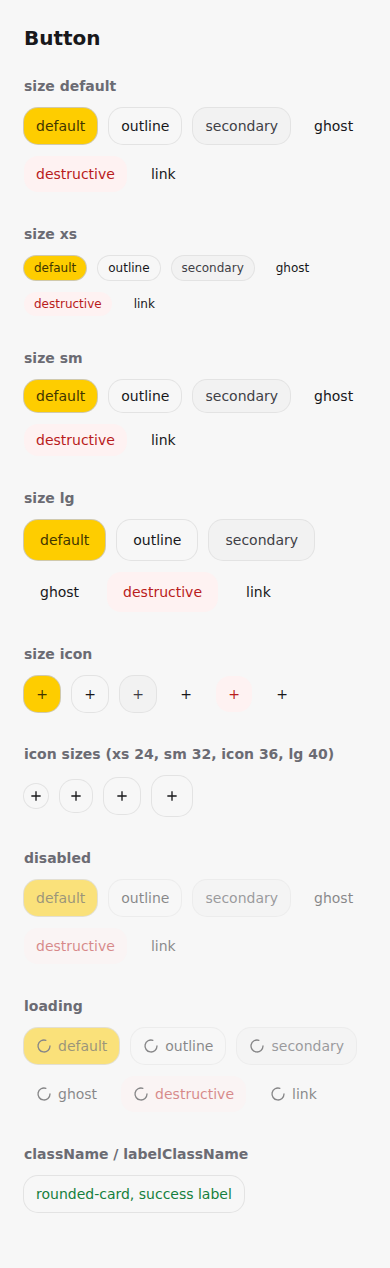 Button
size default
default outline secondary ghost
destructive link
size xs
default outline secondary ghost
destructive link
size sm
default outline secondary ghost
destructive link
size lg
default outline secondary
ghost destructive link
size icon
+ + + + + +
icon sizes (xs 24, sm 32, icon 36, lg 40)
+ + + +
disabled
default outline secondary ghost
destructive link
loading
default outline secondary
ghost destructive link
className / labelClassName
rounded-card, success label